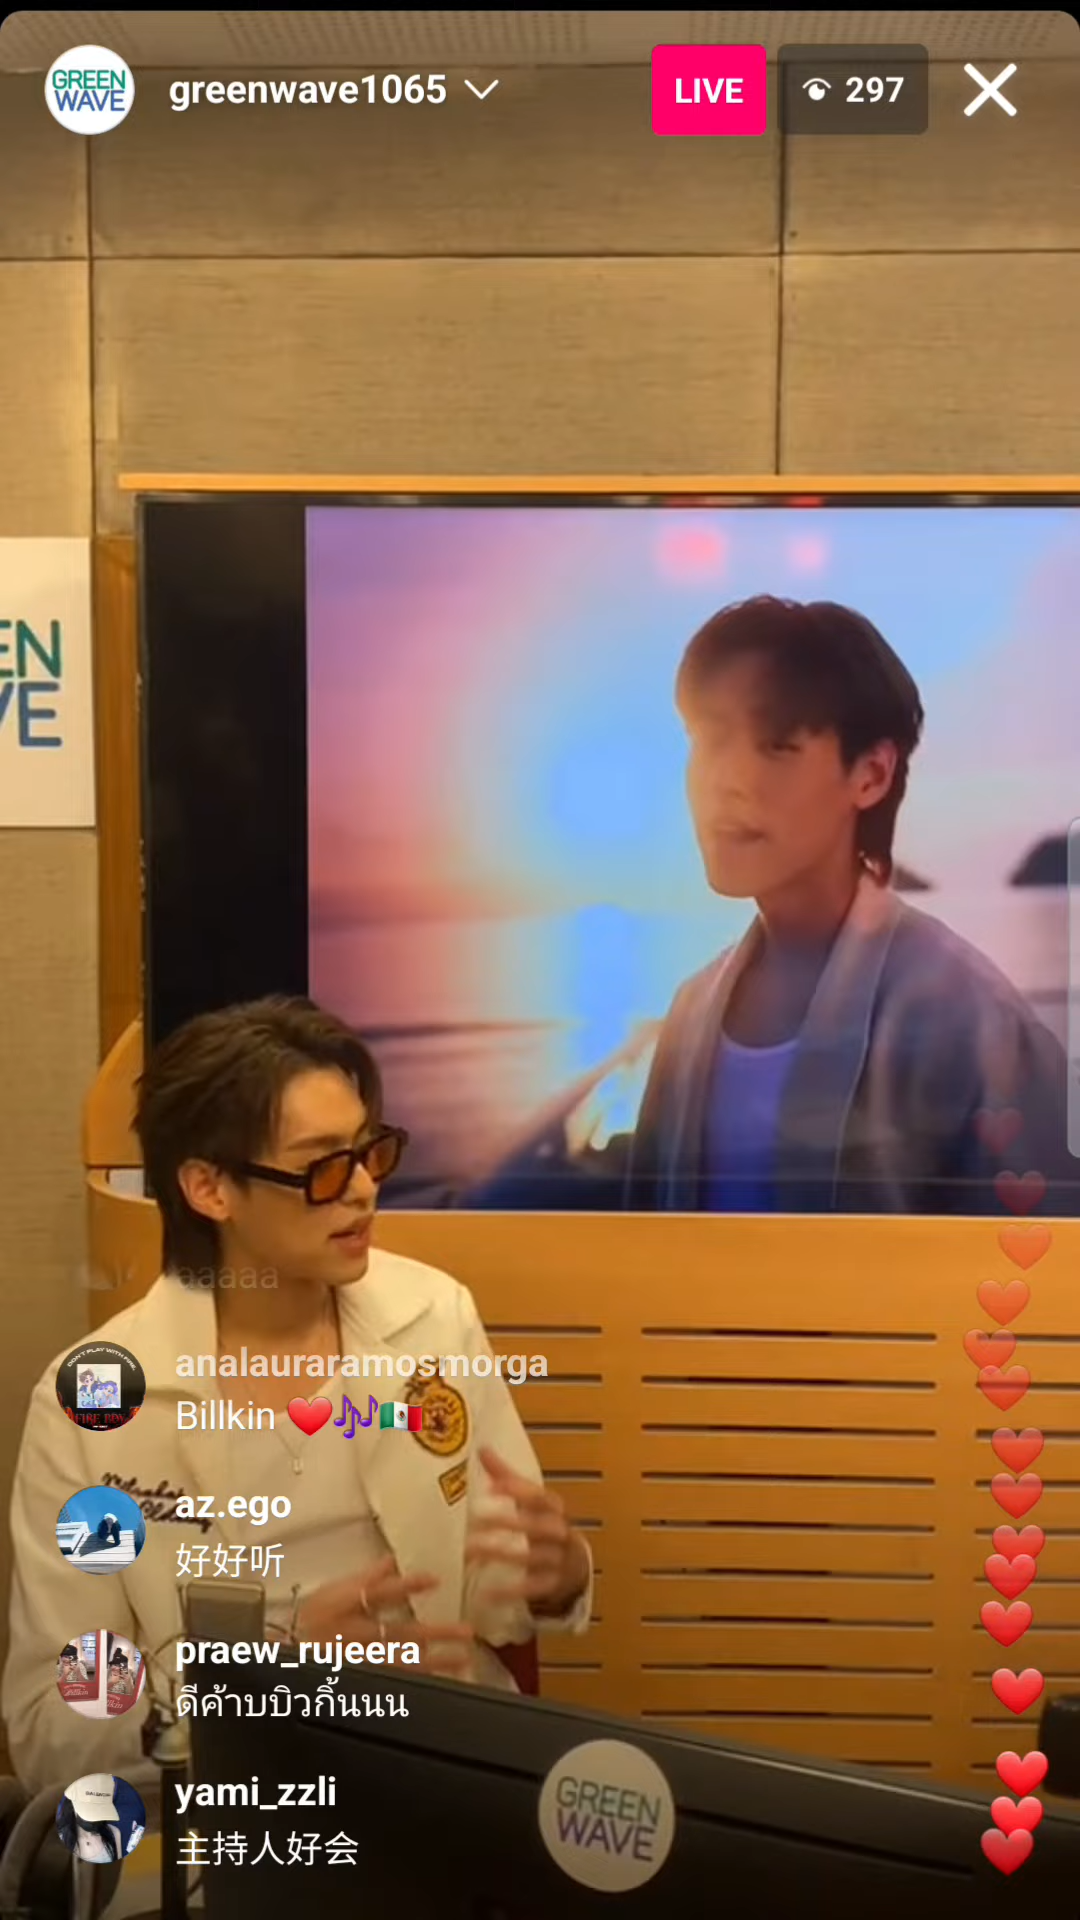 GREEN
WAVE
greenwave1065
LIVE
297
EN
VE
aaaaa
analauraramosmorga
Billkin ❤️🎶🇲🇽
az.ego
好好听
praew_rujeera
ดีค้าบบิวกิ้นนน
yami_zzli
主持人好会
GREEN
WAVE